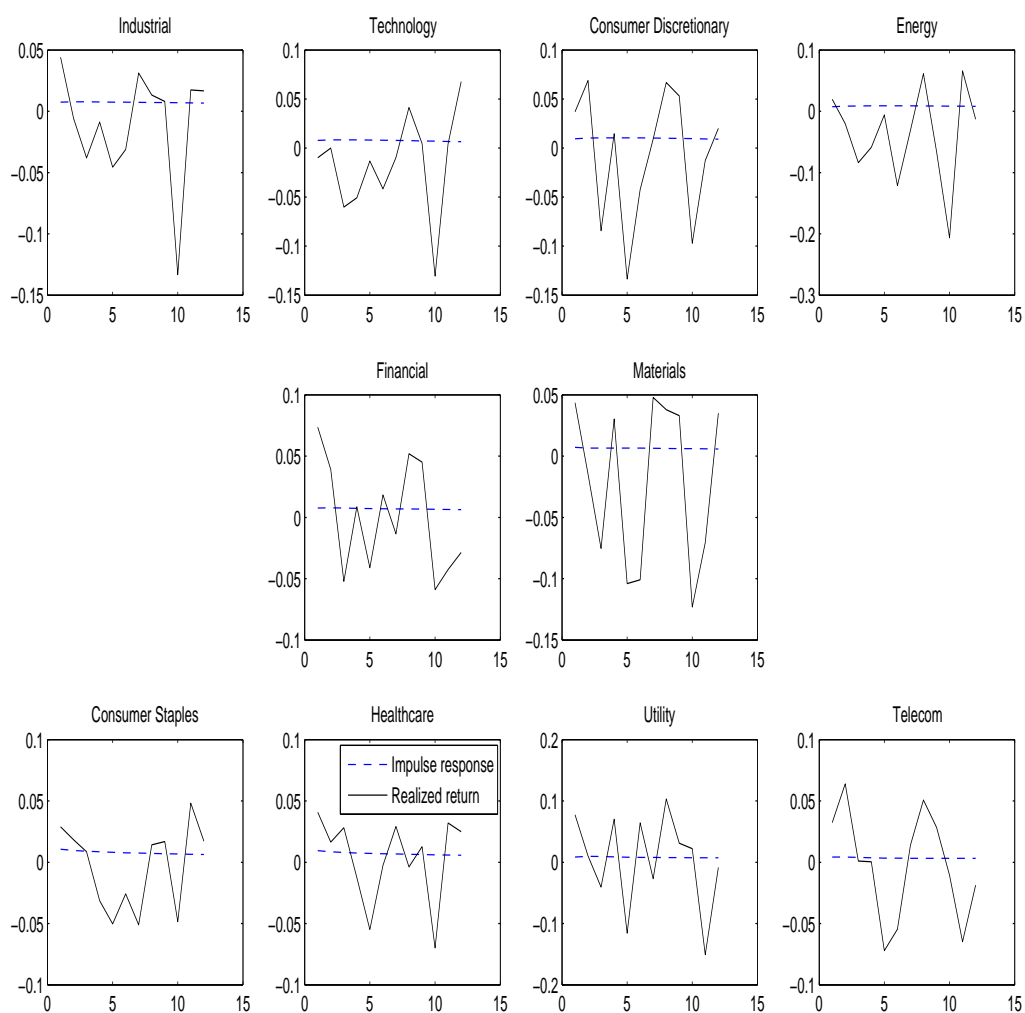 Industrial
0.05
0
−0.05
−0.1
−0.15
0 5 10 15
Technology
0.1
0.05
0
−0.05
−0.1
−0.15
0 5 10 15
Consumer Discretionary
0.1
0.05
0
−0.05
−0.1
−0.15
0 5 10 15
Energy
0.1
0
−0.1
−0.2
−0.3
0 5 10 15
Financial
0.1
0.05
0
−0.05
−0.1
0 5 10 15
Materials
0.05
0
−0.05
−0.1
−0.15
0 5 10 15
Consumer Staples
0.1
0.05
0
−0.05
−0.1
0 5 10 15
Healthcare
Impulse response
Realized return
0.1
0.05
0
−0.05
−0.1
0 5 10 15
Utility
0.2
0.1
0
−0.1
−0.2
0 5 10 15
Telecom
0.1
0.05
0
−0.05
−0.1
0 5 10 15